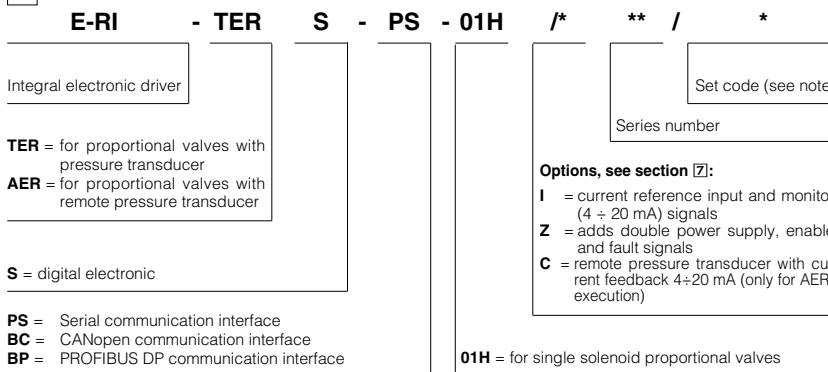 E-RI - TER S - PS - 01H /* ** / *
Integral electronic driver
Set code (see note
Series number
TER = for proportional valves with
pressure transducer
AER = for proportional valves with
remote pressure transducer
Options, see section 7:
I = current reference input and monito
(4 ÷ 20 mA) signals
Z = adds double power supply, enable
and fault signals
C = remote pressure transducer with cu
rent feedback 4÷20 mA (only for AER
execution)
S = digital electronic
PS = Serial communication interface
BC = CANopen communication interface
BP = PROFIBUS DP communication interface
01H = for single solenoid proportional valves